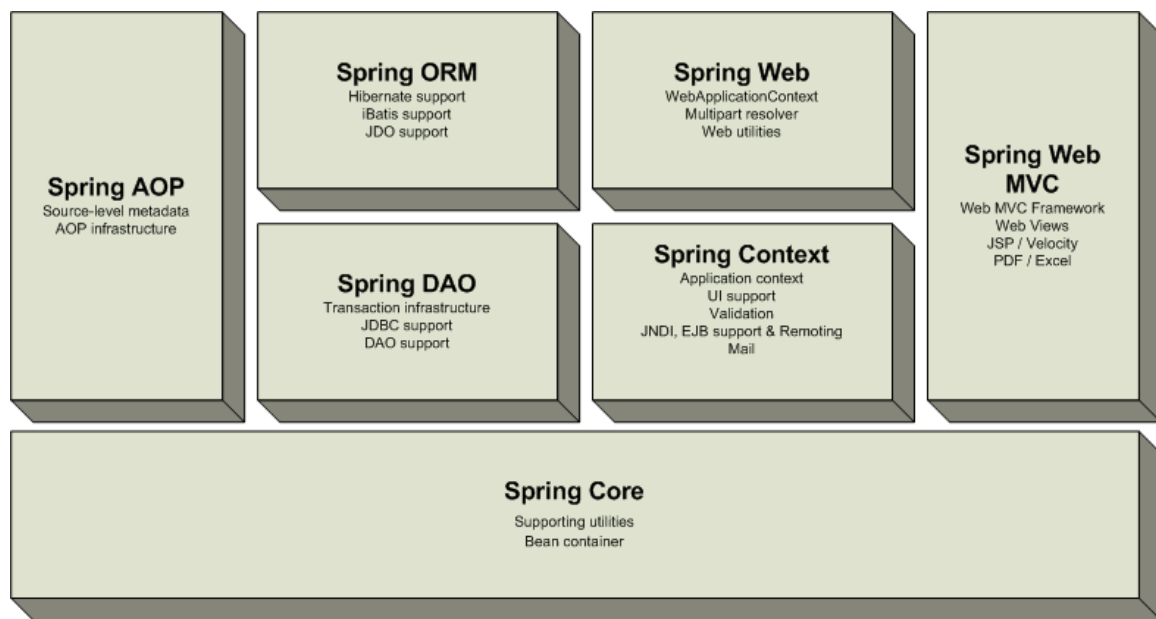 Spring AOP
Source-level metadata
AOP infrastructure
Spring ORM
Hibernate support
iBatis support
JDO support
Spring Web
WebApplicationContext
Multipart resolver
Web utilities
Spring DAO
Transaction infrastructure
JDBC support
DAO support
Spring Context
Application context
UI support
Validation
JNDI, EJB support & Remoting
Mail
Spring Web
MVC
Web MVC Framework
Web Views
JSP / Velocity
PDF / Excel
Spring Core
Supporting utilities
Bean container